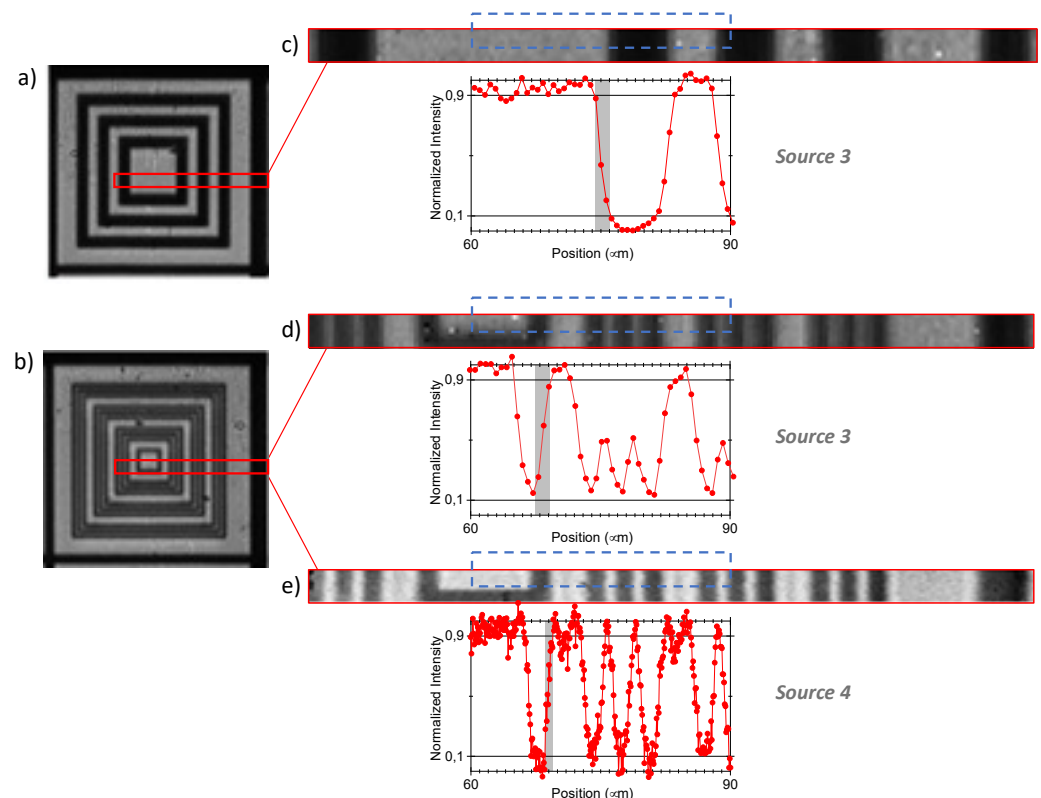 c)
a)
Normalized Intensity
0,9
0,1
60
90
Position (∝m)
Source 3
d)
b)
Normalized Intensity
0,9
0,1
60
90
Position (∝m)
Source 3
e)
Normalized Intensity
0,9
0,1
60
90
Position (∝m)
Source 4